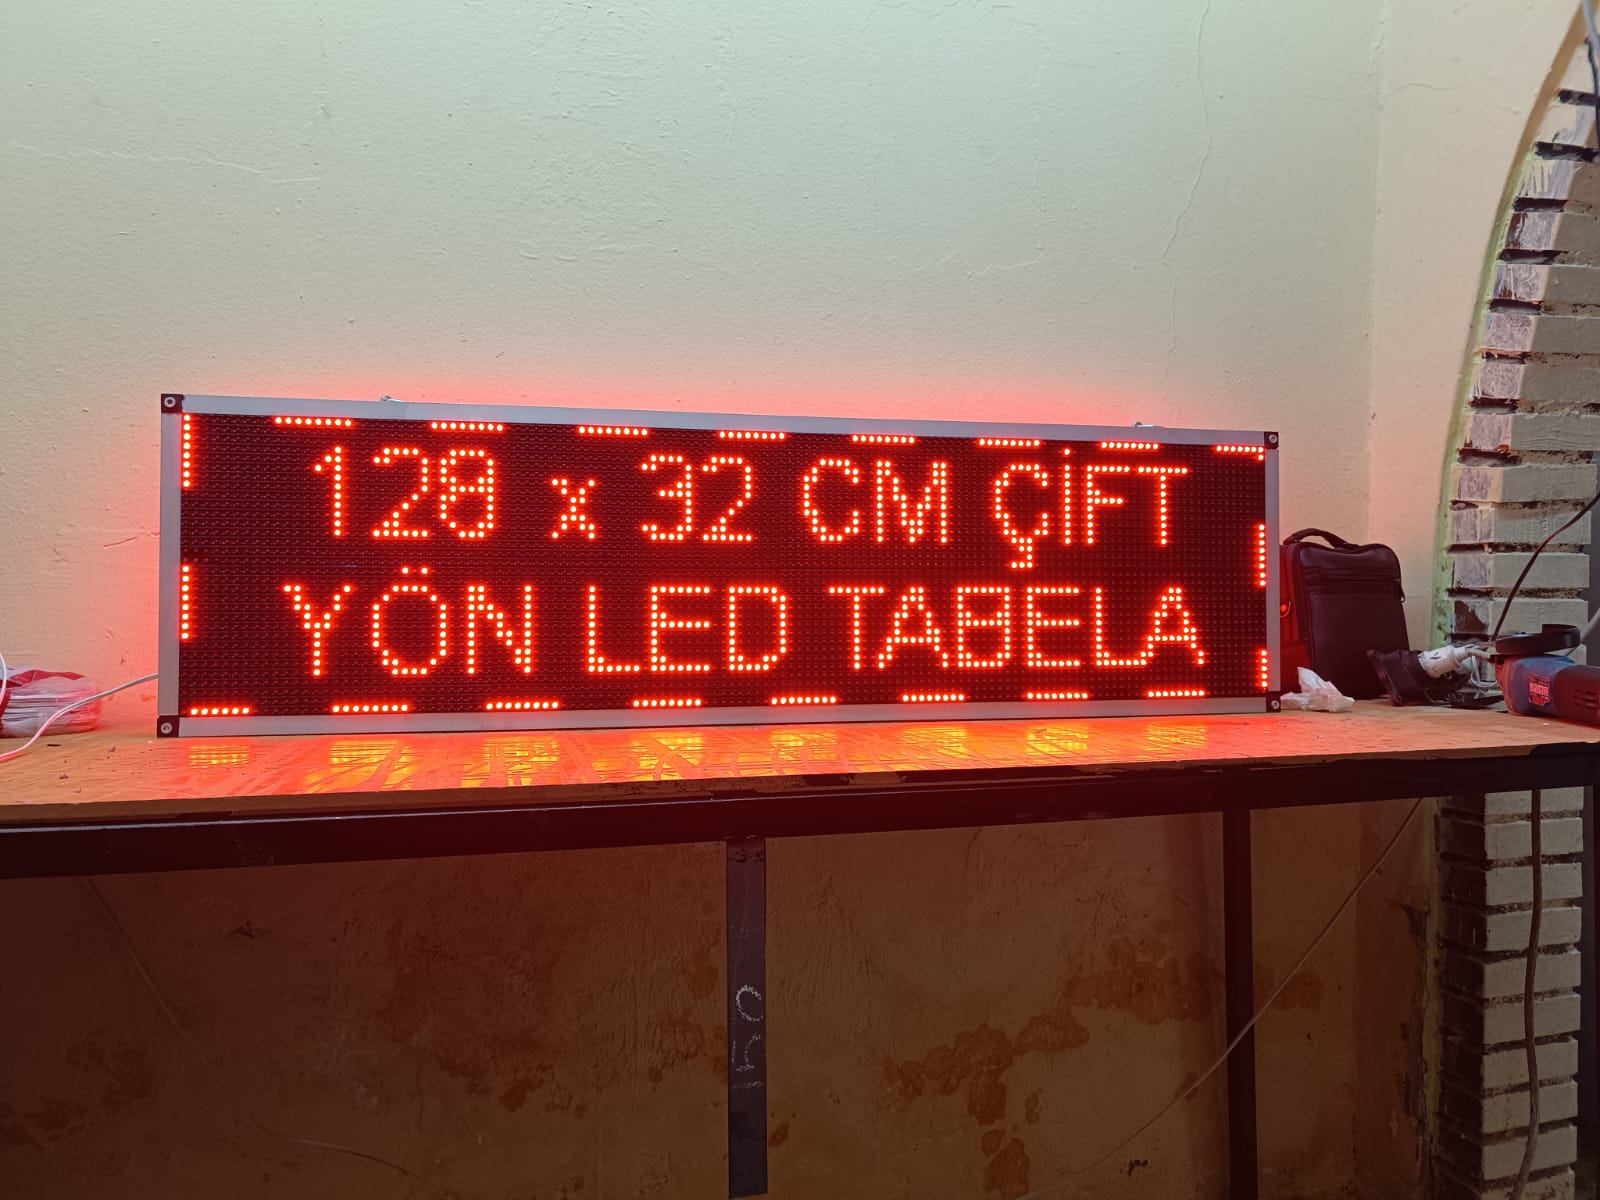 128 x 32 CM ÇİFT
YÖN LED TABELA